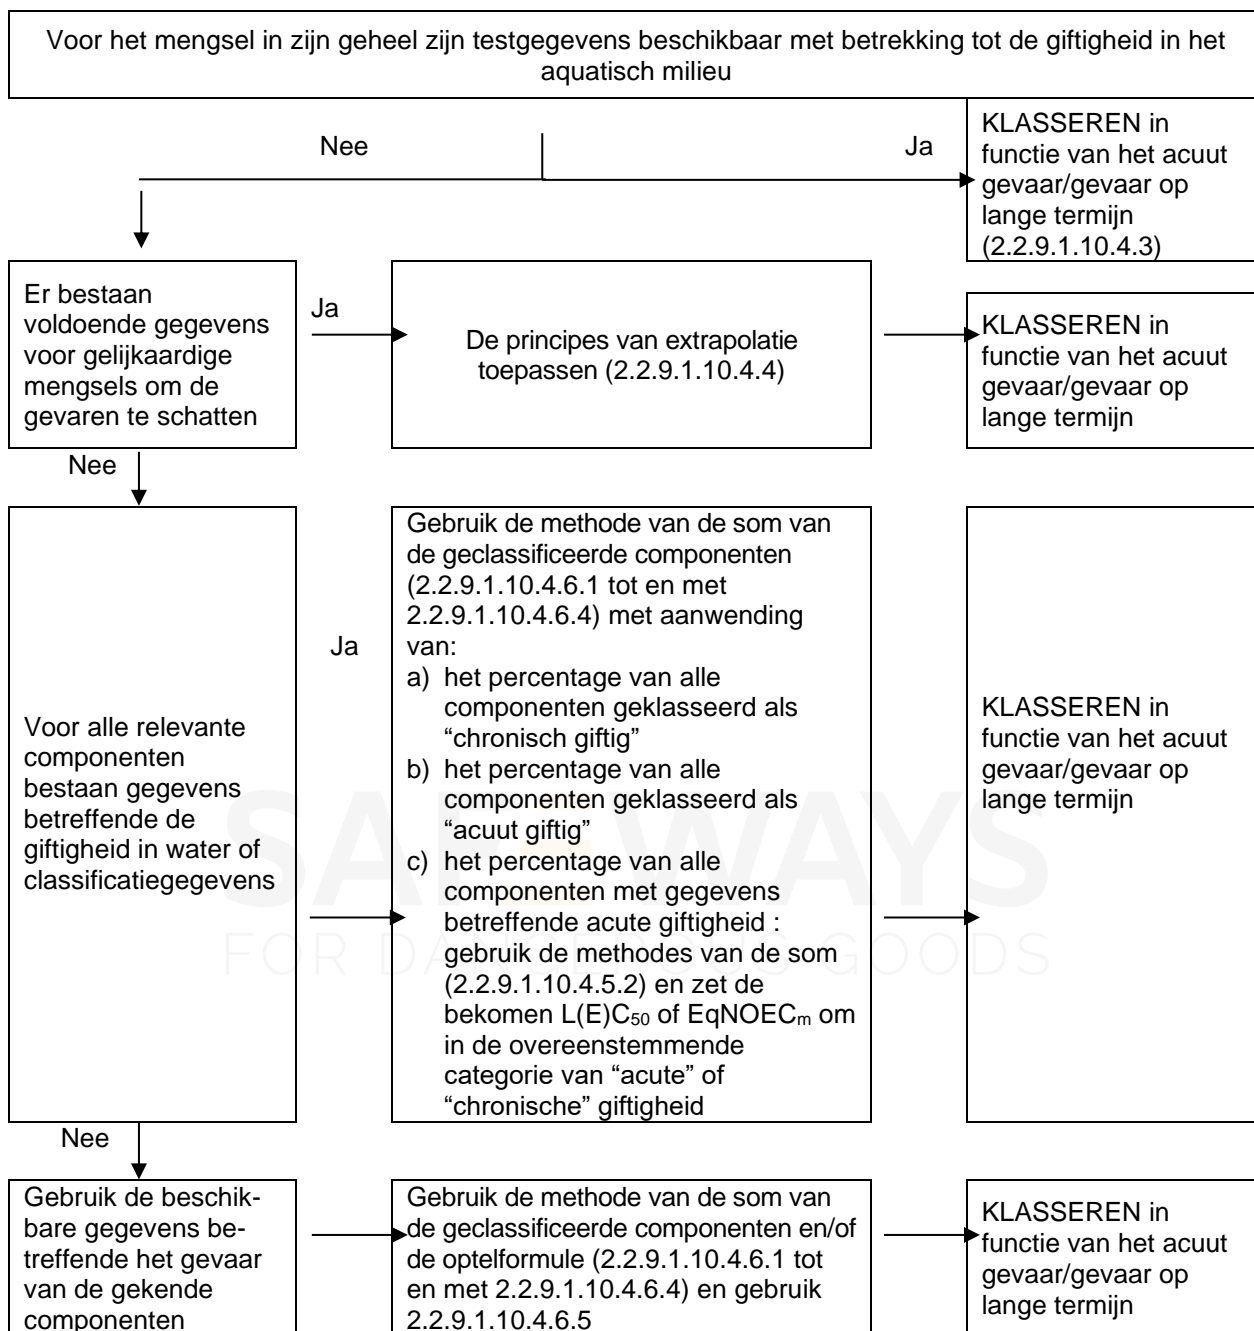 Voor het mengsel in zijn geheel zijn testgegevens beschikbaar met betrekking tot de giftigheid in het
aquatisch milieu
Nee
Ja
KLASSEREN in
functie van het acuut
gevaar/gevaar op
lange termijn
(2.2.9.1.10.4.3)
Er bestaan
voldoende gegevens
voor gelijkaardige
mengsels om de
gevaren te schatten
Ja
De principes van extrapolatie
toepassen (2.2.9.1.10.4.4)
KLASSEREN in
functie van het acuut
gevaar/gevaar op
lange termijn
Nee
Voor alle relevante
componenten
bestaan gegevens
betreffende de
giftigheid in water of
classificatiegegevens
Ja
Gebruik de methode van de som van
de geclassificeerde componenten
(2.2.9.1.10.4.6.1 tot en met
2.2.9.1.10.4.6.4) met aanwending
van:
a) het percentage van alle
componenten geklasseerd als
“chronisch giftig”
b) het percentage van alle
componenten geklasseerd als
“acuut giftig”
c) het percentage van alle
componenten met gegevens
betreffende acute giftigheid :
gebruik de methodes van de som
(2.2.9.1.10.4.5.2) en zet de
bekomen L(E)C₅₀ of EqNOECₘ om
in de overeenstemmende
categorie van “acute” of
“chronische” giftigheid
KLASSEREN in
functie van het acuut
gevaar/gevaar op
lange termijn
Nee
Gebruik de beschik-
bare gegevens be-
treffende het gevaar
van de gekende
componenten
Gebruik de methode van de som van
de geclassificeerde componenten en/of
de optelformule (2.2.9.1.10.4.6.1 tot
en met 2.2.9.1.10.4.6.4) en gebruik
2.2.9.1.10.4.6.5
KLASSEREN in
functie van het acuut
gevaar/gevaar op
lange termijn
SAFEWAYS
FOR DANGEROUS GOODS